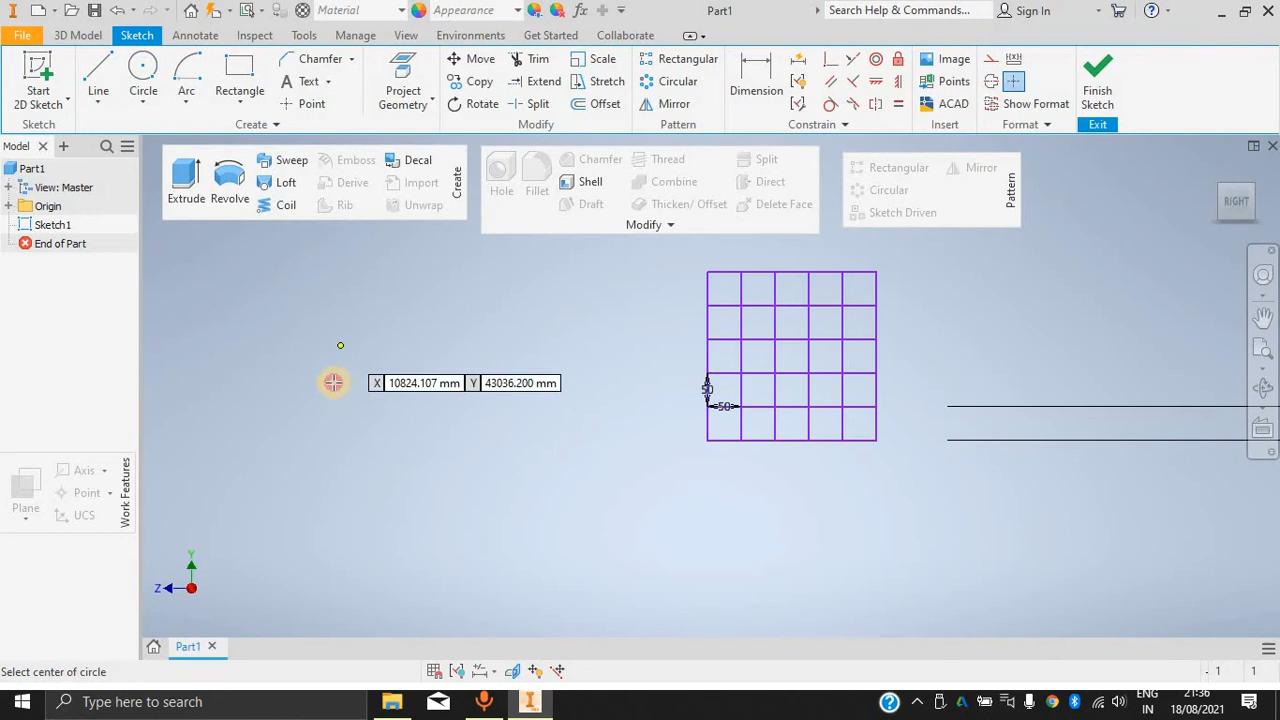 Material
Appearance
fx
Part1
Search Help & Commands...
Sign In
File
3D Model
Sketch
Annotate
Inspect
Tools
Manage
View
Environments
Get Started
Collaborate
Start
2D Sketch
Line
Circle
Arc
Rectangle
Chamfer
Text
Point
Project
Geometry
Move
Copy
Rotate
Trim
Extend
Split
Scale
Stretch
Offset
Rectangular
Circular
Mirror
Dimension
Image
Points
ACAD
Show Format
Finish
Sketch
Sketch
Create
Modify
Pattern
Constrain
Insert
Format
Exit
Model
Part1
View: Master
Origin
Sketch1
End of Part
Extrude
Revolve
Sweep
Loft
Coil
Emboss
Derive
Rib
Decal
Import
Unwrap
Create
Hole
Fillet
Chamfer
Shell
Draft
Thread
Combine
Thicken/ Offset
Split
Direct
Delete Face
Modify
Rectangular
Mirror
Circular
Sketch Driven
Pattern
RIGHT
X 10824.107 mm Y 43036.200 mm
50
50
Plane
Axis
Point
UCS
Work Features
Y
Z
Part1
Select center of circle
1 1
Type here to search
ENG
IN
21:36
18/08/2021